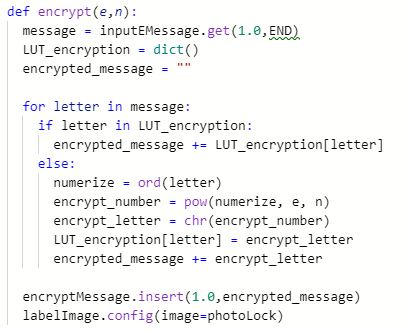 def encrypt(e,n):
message = inputEMessage.get(1.0,END)
LUT_encryption = dict()
encrypted_message = ""
for letter in message:
if letter in LUT_encryption:
encrypted_message += LUT_encryption[letter]
else:
numerize = ord(letter)
encrypt_number = pow(numerize, e, n)
encrypt_letter = chr(encrypt_number)
LUT_encryption[letter] = encrypt_letter
encrypted_message += encrypt_letter
encryptMessage.insert(1.0,encrypted_message)
labelImage.config(image=photoLock)